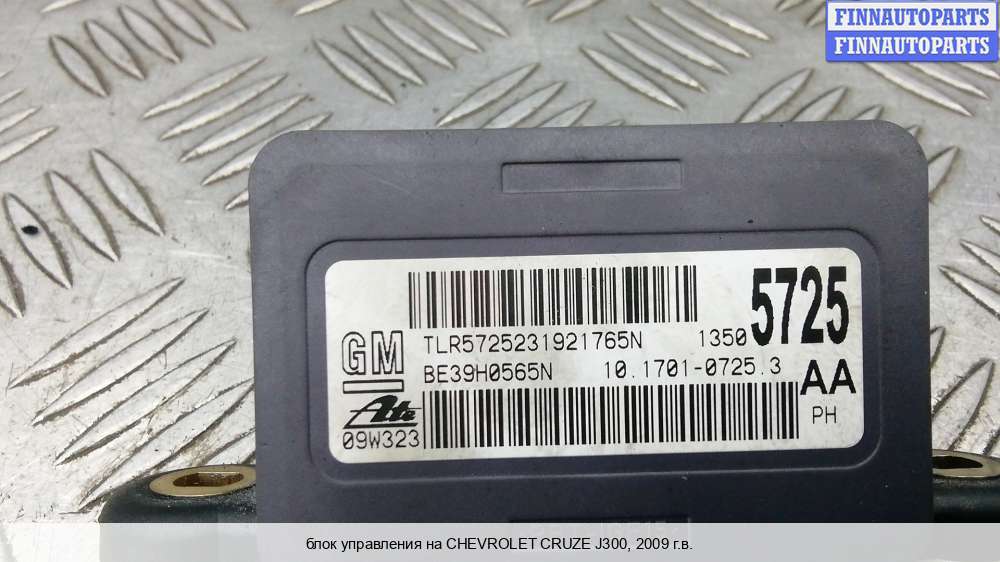 FINNAUTOPARTS
FINNAUTOPARTS
5725
GM
TLR5725231921765N 1350
BE39H0565N 10.1701-0725.3 AA
Ate
09W323
PH
блок управления на CHEVROLET CRUZE J300, 2009 г.в.